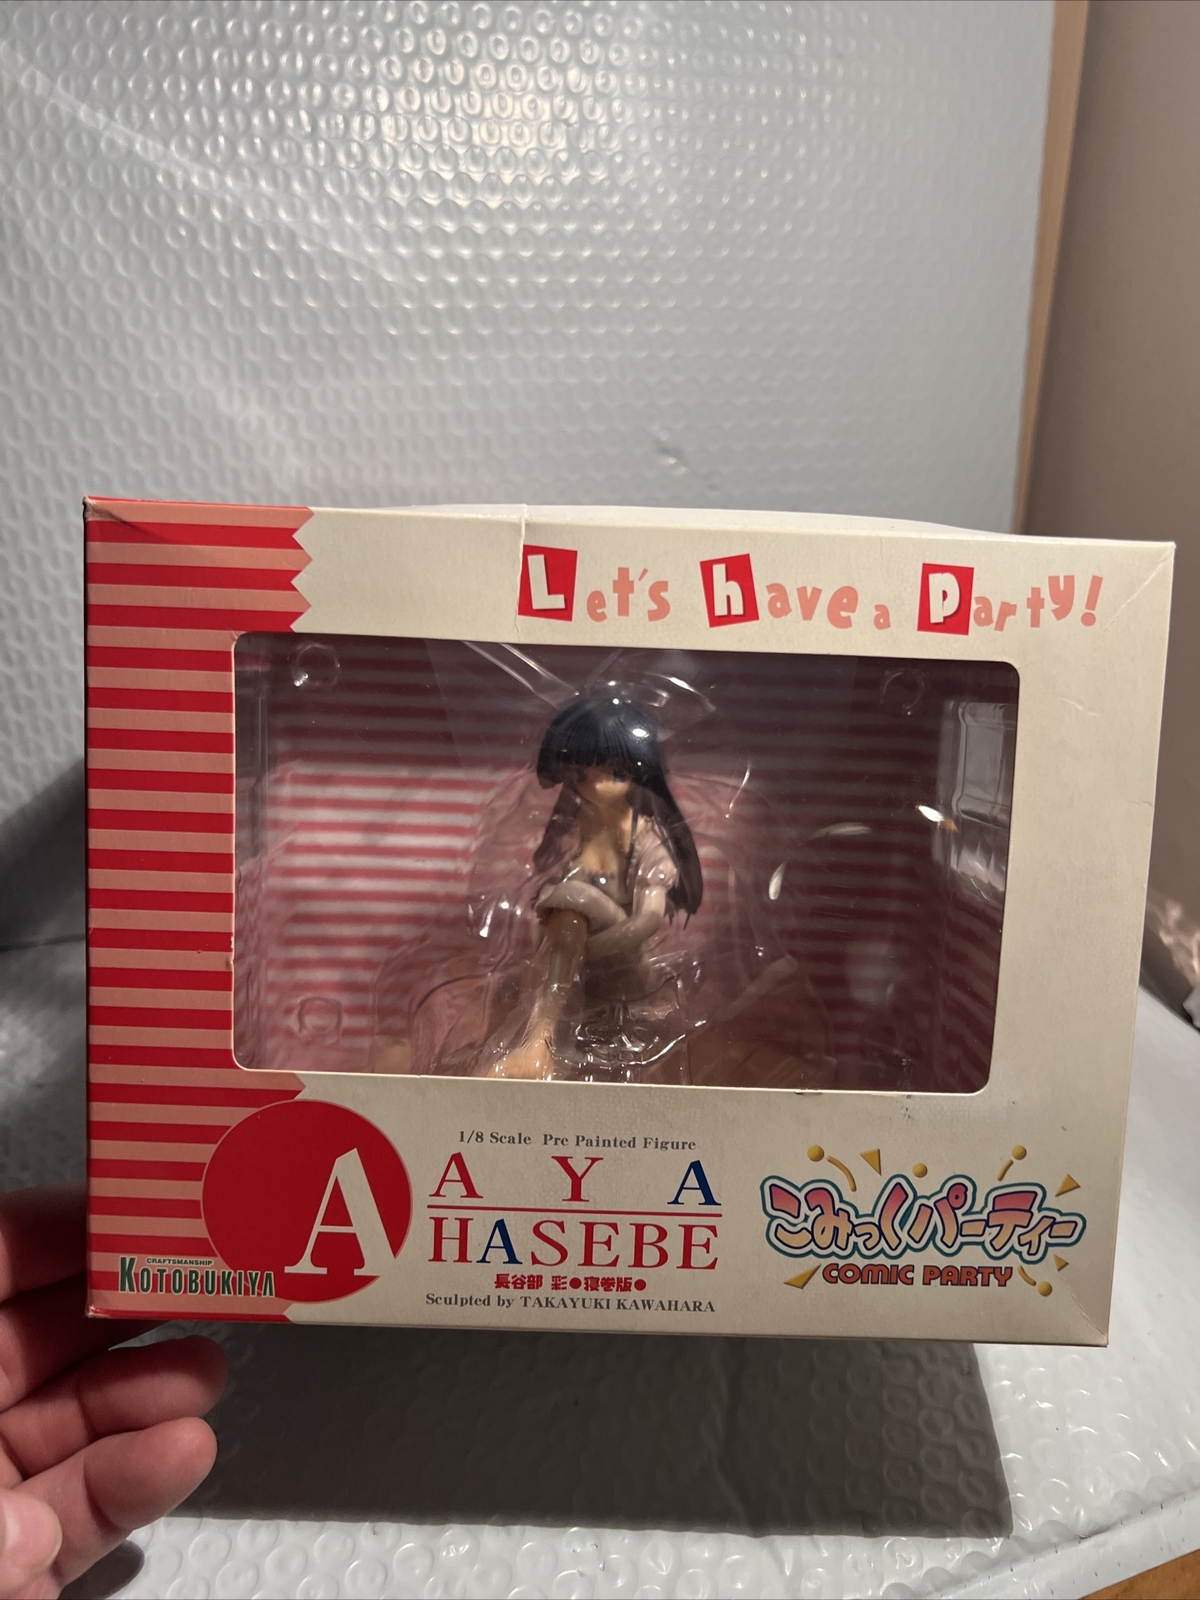 Let's have a Party!
1/8 Scale Pre Painted Figure
A
AYA
HASEBE
長谷部 彩●寝巻版●
Sculpted by TAKAYUKI KAWAHARA
CRAFTSMANSHIP
KOTOBUKIYA
こみっくパーティー
COMIC PARTY